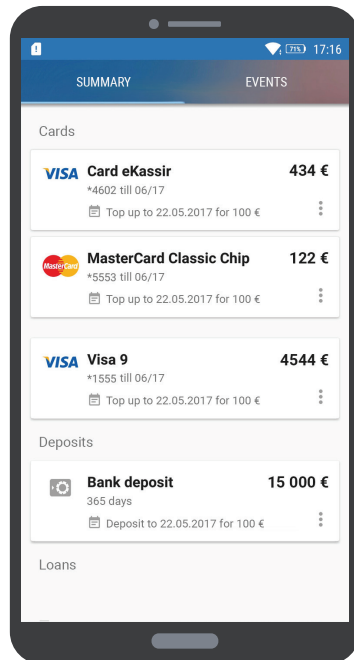 71% 17:16
SUMMARY EVENTS
Cards
VISA Card eKassir 434 €
*4602 till 06/17
Top up to 22.05.2017 for 100 €
MasterCard MasterCard Classic Chip 122 €
*5553 till 06/17
Top up to 22.05.2017 for 100 €
VISA Visa 9 4544 €
*1555 till 06/17
Top up to 22.05.2017 for 100 €
Deposits
Bank deposit 15 000 €
365 days
Deposit to 22.05.2017 for 100 €
Loans